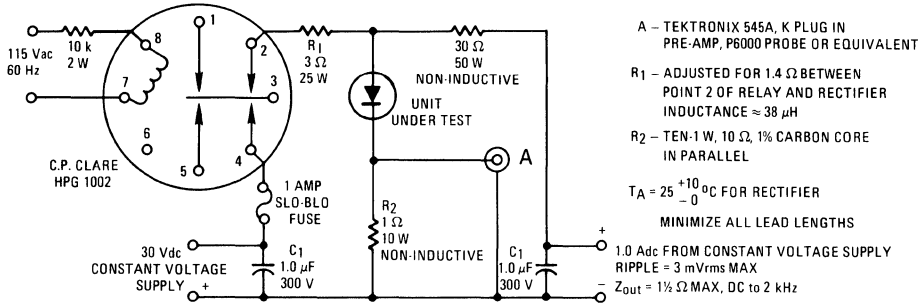 115 Vac
60 Hz
10 k
2 W
8
7
6
1
2
3
4
5
C.P. CLARE
HPG 1002
1 AMP
SLO-BLO
FUSE
30 Vdc
CONSTANT VOLTAGE
SUPPLY
+
C1
1.0 µF
300 V
R1
3 Ω
25 W
30 Ω
50 W
NON-INDUCTIVE
UNIT
UNDER TEST
A
R2
1 Ω
10 W
NON-INDUCTIVE
C1
1.0 µF
300 V
+
−
A – TEKTRONIX 545A, K PLUG IN
PRE-AMP, P6000 PROBE OR EQUIVALENT
R1 – ADJUSTED FOR 1.4 Ω BETWEEN
POINT 2 OF RELAY AND RECTIFIER
INDUCTANCE ≈ 38 µH
R2 – TEN-1 W, 10 Ω, 1% CARBON CORE
IN PARALLEL
TA = 25 +10 −0 °C FOR RECTIFIER
MINIMIZE ALL LEAD LENGTHS
1.0 Adc FROM CONSTANT VOLTAGE SUPPLY
RIPPLE = 3 mVrms MAX
Zout = 1½ Ω MAX, DC to 2 kHz